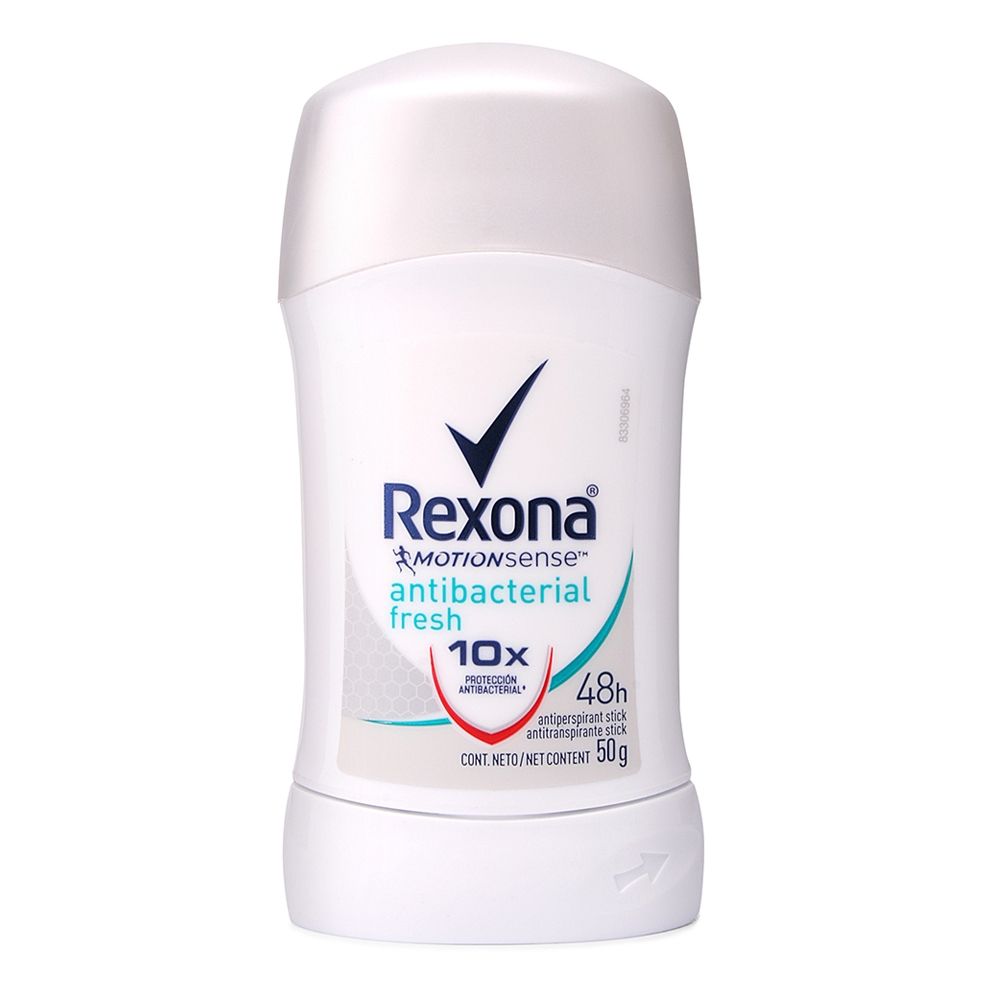 83306964
Rexona®
MOTIONsense™
antibacterial
fresh
10x
PROTECCIÓN
ANTIBACTERIAL*
48h
antiperspirant stick
antitranspirante stick
CONT. NETO/NET CONTENT 50g